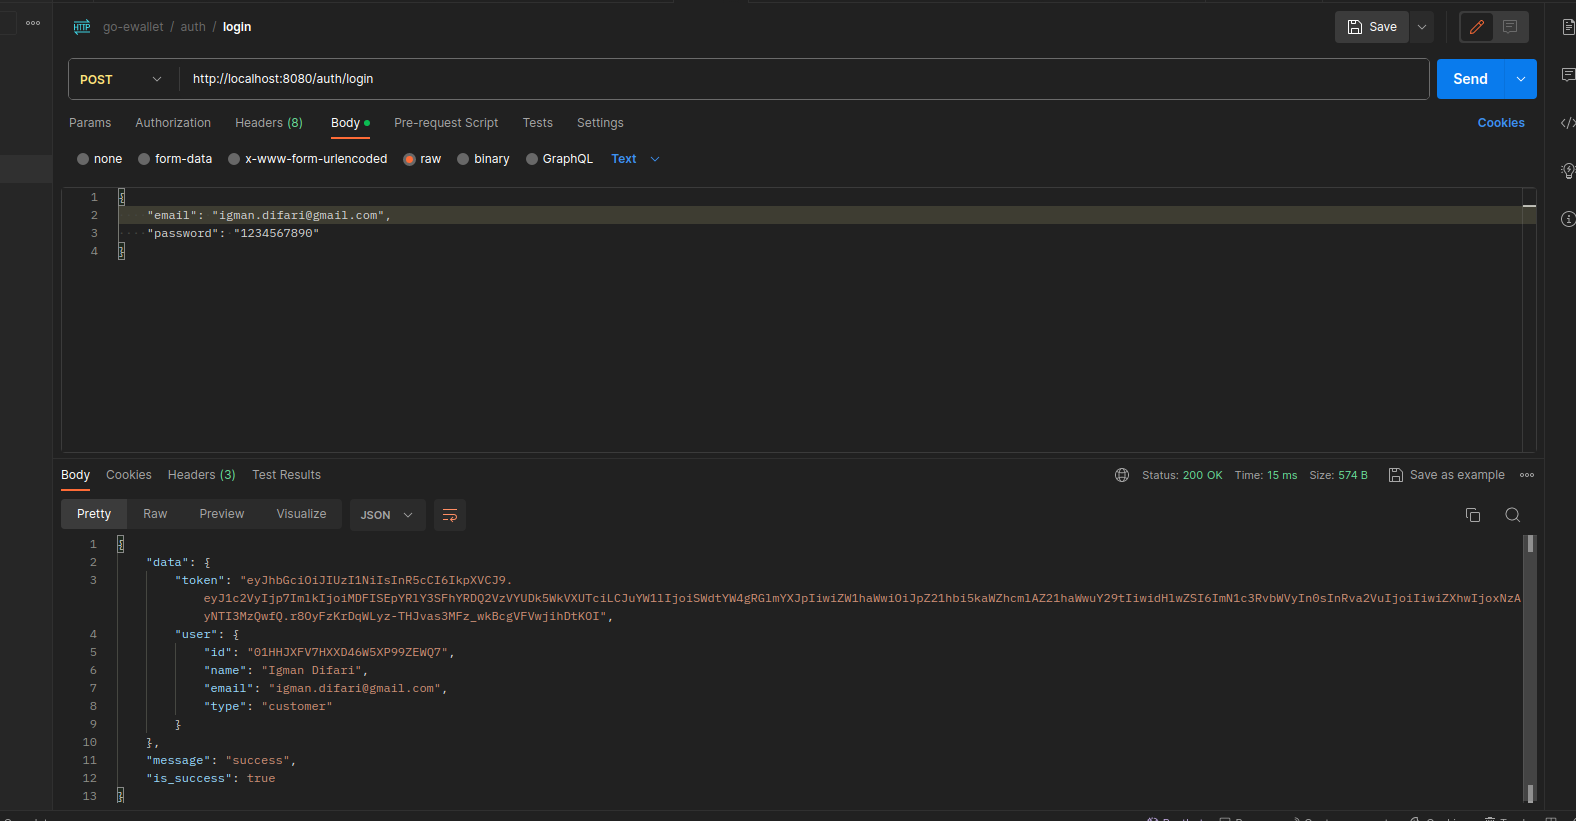 go-ewallet / auth / login
Save
POST
http://localhost:8080/auth/login
Send
Params Authorization Headers (8) Body Pre-request Script Tests Settings Cookies
none form-data x-www-form-urlencoded raw binary GraphQL Text
1 {
2 "email": "igman.difari@gmail.com",
3 "password": "1234567890"
4 }
Body Cookies Headers (3) Test Results Status: 200 OK Time: 15 ms Size: 574 B Save as example
Pretty Raw Preview Visualize JSON
1 {
2 "data": {
3 "token": "eyJhbGciOiJIUzI1NiIsInR5cCI6IkpXVCJ9.
eyJ1c2VyIjp7ImlkIjoiMDFISEpYRlY3SFhYRDQ2VzVYUDk5WkVXUTciLCJuYW1lIjoiSWdtYW4gRGlmYXJpIiwiZW1haWwiOiJpZ21hbi5kaWZhcmlAZ21haWwuY29tIiwidHlwZSI6ImN1c3RvbWVyIn0sInRva2VuIjoiIiwiZXhwIjoxNzA
yNTI3MzQwfQ.r8OyFzKrDqWLyz-THJvas3MFz_wkBcgVFVwjihDtKOI",
4 "user": {
5 "id": "01HHJXFV7HXXD46W5XP99ZEWQ7",
6 "name": "Igman Difari",
7 "email": "igman.difari@gmail.com",
8 "type": "customer"
9 }
10 },
11 "message": "success",
12 "is_success": true
13 }